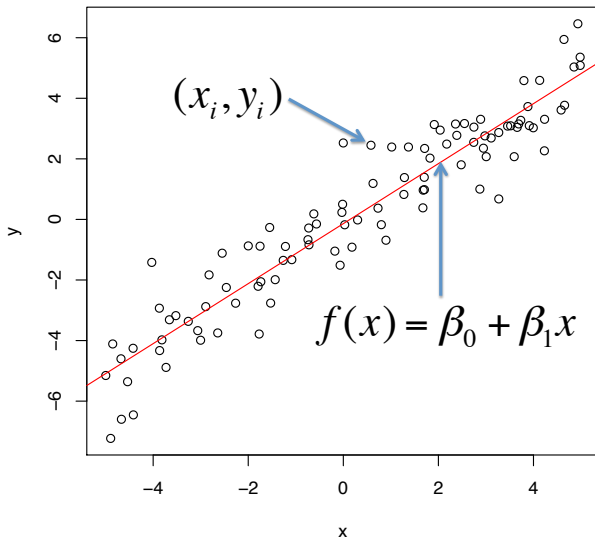 6
4
2
0
−2
−4
−6
y
(x_i, y_i)
f(x) = β_0 + β_1x
−4 −2 0 2 4
x